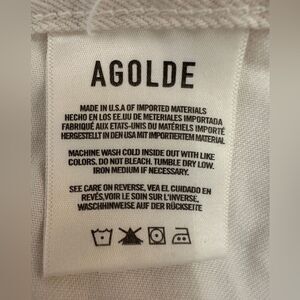 AGOLDE
MADE IN U.S.A OF IMPORTED MATERIALS
HECHO EN LOS EE.UU DE MATERIALES IMPORTADA
FABRIQUÉ AUX ETATS-UNIS DU MATÉRIELS IMPORTÉ
HERGESTELLT IN DEN USA MIT IMPORTIERTEM MATERIAL
MACHINE WASH COLD INSIDE OUT WITH LIKE
COLORS. DO NOT BLEACH. TUMBLE DRY LOW.
IRON MEDIUM IF NECESSARY.
SEE CARE ON REVERSE, VEA EL CUIDADO EN
REVÉS,VOIR LE SOIN SUR L'INVERSE,
WASCHHINWEISE AUF DER RÜCKSEITE